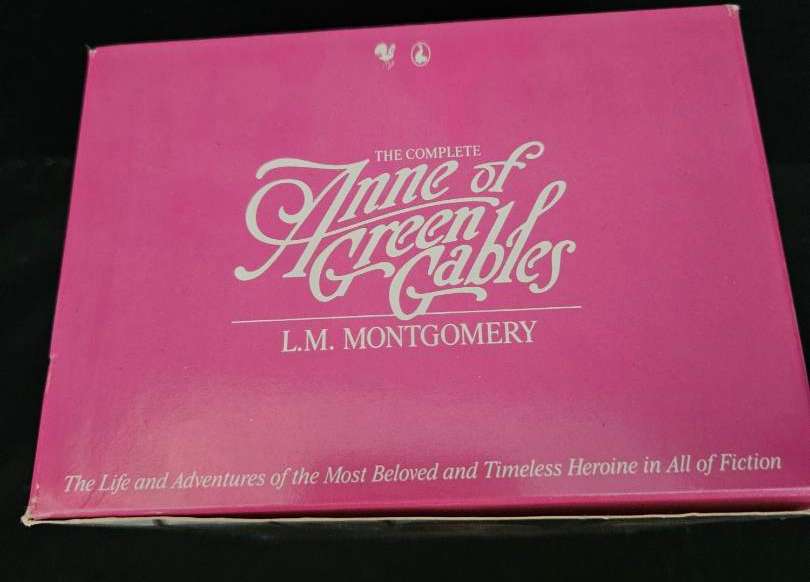 THE COMPLETE
Anne of
Green
Gables
L.M. MONTGOMERY
The Life and Adventures of the Most Beloved and Timeless Heroine in All of Fiction